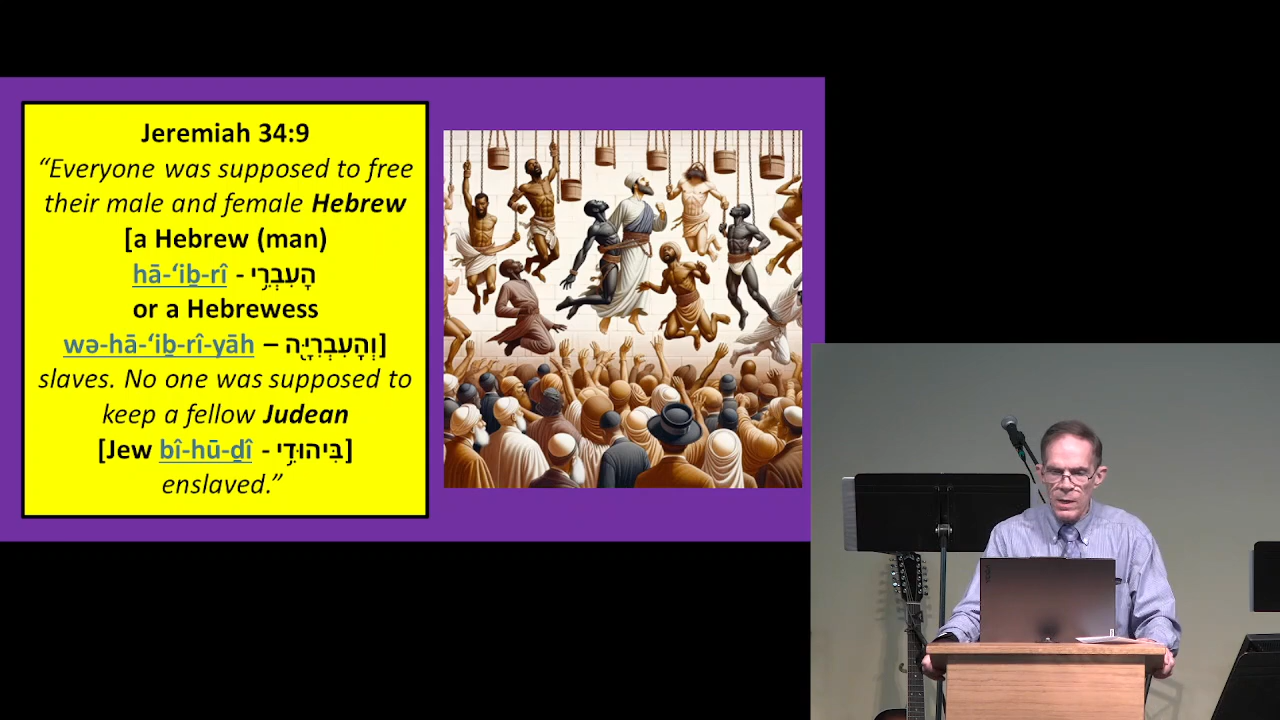 Jeremiah 34:9
“Everyone was supposed to free
their male and female Hebrew
[a Hebrew (man)
hā-‘iḇ-rî - הָעִבְרִ֥י
or a Hebrewess
wə-hā-‘iḇ-rî-yāh – וְהָעִבְרִיָּ֖ה]
slaves. No one was supposed to
keep a fellow Judean
[Jew bî-hū-ḏî - בִּיהוּדִ֥י]
enslaved.”